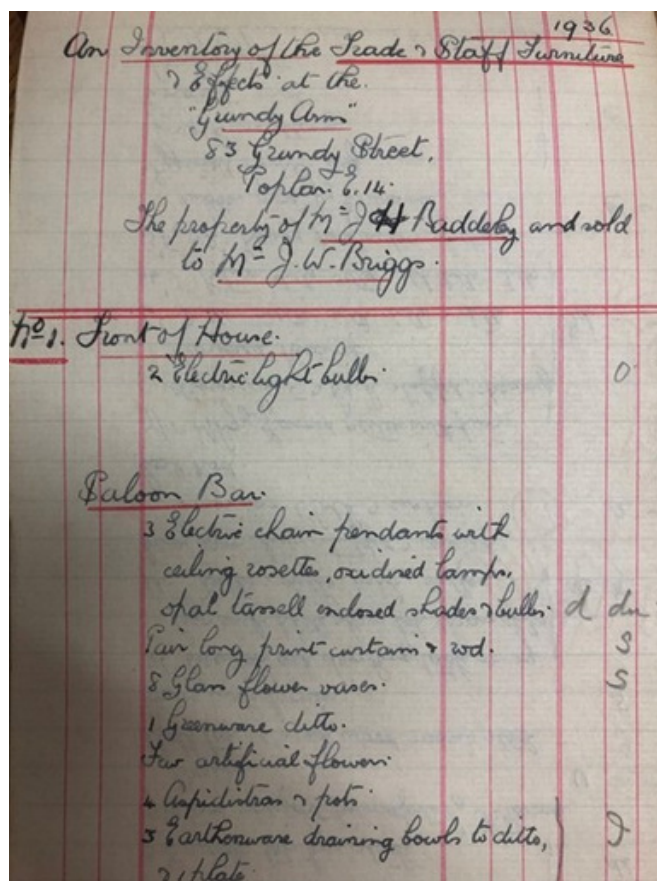 1936
An Inventory of the Trade & Staff Furniture
& Effects at the
"Grundy Arms"
83 Grundy Street,
Poplar. E.14.
The property of Mr J H Baddeley and sold
to Mr J. W. Briggs.
No 1. Front of House.
2 Electric light bulbs. O
Saloon Bar.
3 Electric chain pendants with
ceiling rosettes, oxidised lamps,
opal tassell enclosed shades & bulbs. d du
Pair long print curtains & rod. S
8 Glass flower vases. S
1 Greenware ditto.
Few artificial flowers.
4 Aspidistras & pots
3 Earthenware draining bowls to ditto,
& plate.